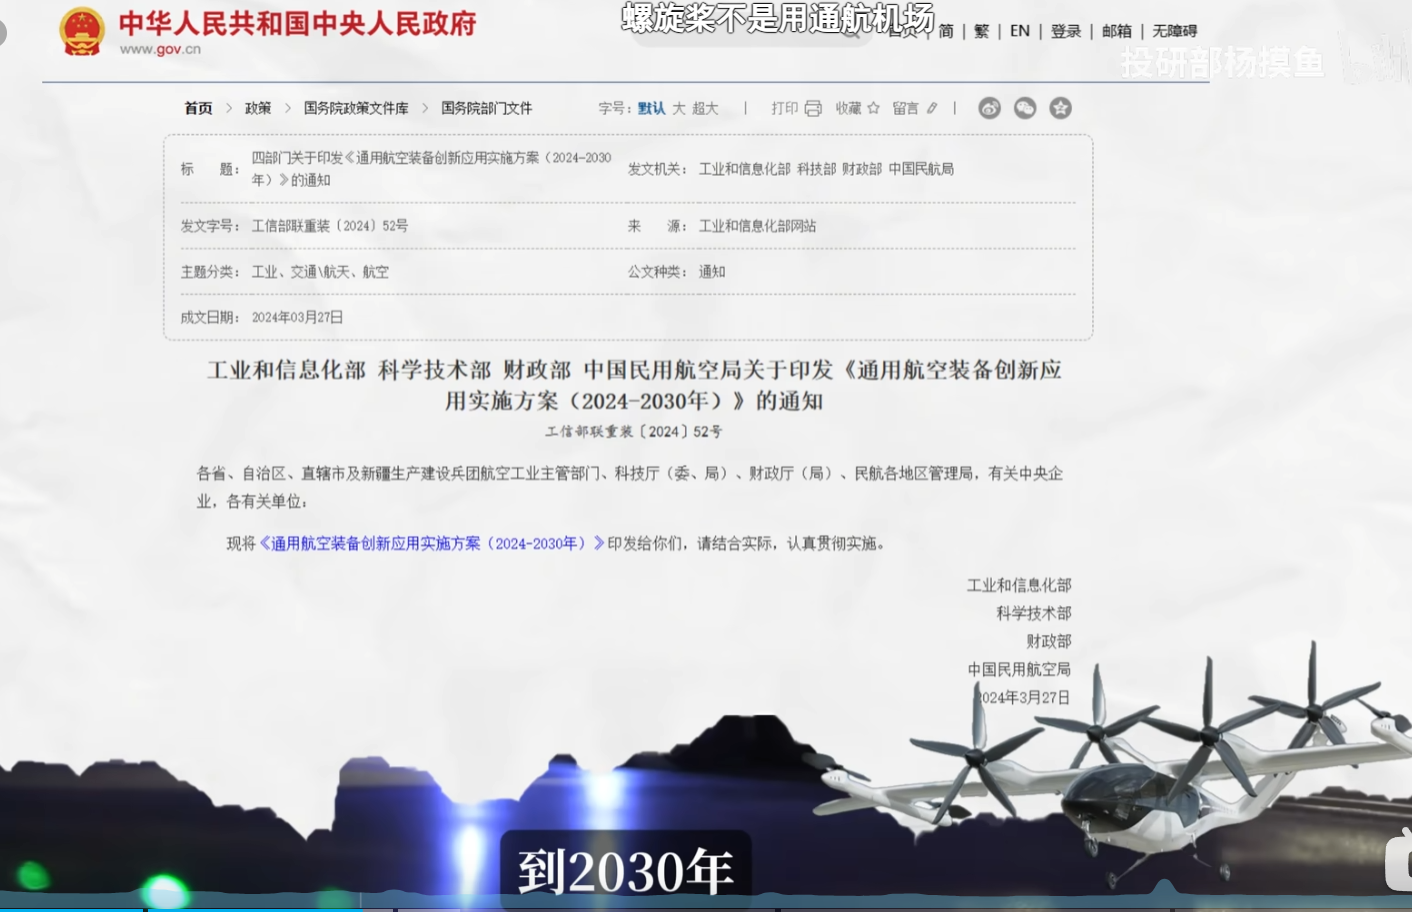 中华人民共和国中央人民政府
www.gov.cn
螺旋桨不是用通航机场
简 | 繁 | EN | 登录 | 邮箱 | 无障碍
投研部杨摸鱼
首页 > 政策 > 国务院政策文件库 > 国务院部门文件
字号：默认 大 超大 | 打印 收藏 留言 |
标 题：四部门关于印发《通用航空装备创新应用实施方案（2024-2030
年）》的通知
发文机关：工业和信息化部 科技部 财政部 中国民航局
发文字号：工信部联重装〔2024〕52号
来 源：工业和信息化部网站
主题分类：工业、交通\航天、航空
公文种类：通知
成文日期：2024年03月27日
工业和信息化部 科学技术部 财政部 中国民用航空局关于印发《通用航空装备创新应
用实施方案（2024-2030年）》的通知
工信部联重装〔2024〕52号
各省、自治区、直辖市及新疆生产建设兵团航空工业主管部门、科技厅（委、局）、财政厅（局）、民航各地区管理局，有关中央企
业，各有关单位：
现将《通用航空装备创新应用实施方案（2024-2030年）》印发给你们，请结合实际，认真贯彻实施。
工业和信息化部
科学技术部
财政部
中国民用航空局
2024年3月27日
到2030年